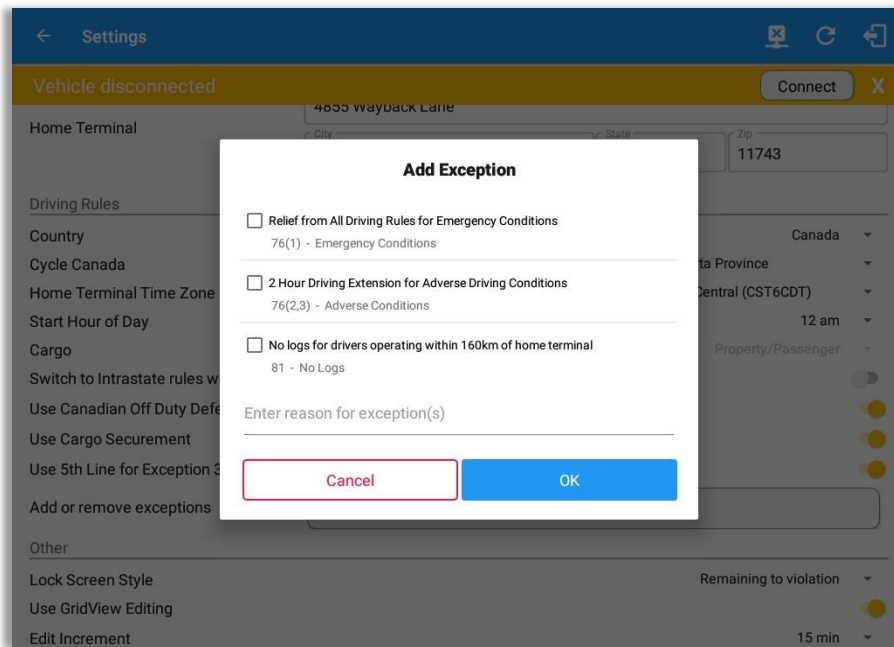 Settings
Vehicle disconnected
Connect
X
4855 Wayback Lane
Home Terminal
City
State
Zip
11743
Add Exception
Relief from All Driving Rules for Emergency Conditions
76(1) - Emergency Conditions
2 Hour Driving Extension for Adverse Driving Conditions
76(2,3) - Adverse Conditions
No logs for drivers operating within 160km of home terminal
81 - No Logs
Enter reason for exception(s)
Cancel
OK
Driving Rules
Country
Canada
Cycle Canada
ta Province
Home Terminal Time Zone
Central (CST6CDT)
Start Hour of Day
12 am
Cargo
Property/Passenger
Switch to Intrastate rules w
Use Canadian Off Duty Defe
Use Cargo Securement
Use 5th Line for Exception 3
Add or remove exceptions
Other
Lock Screen Style
Remaining to violation
Use GridView Editing
Edit Increment
15 min